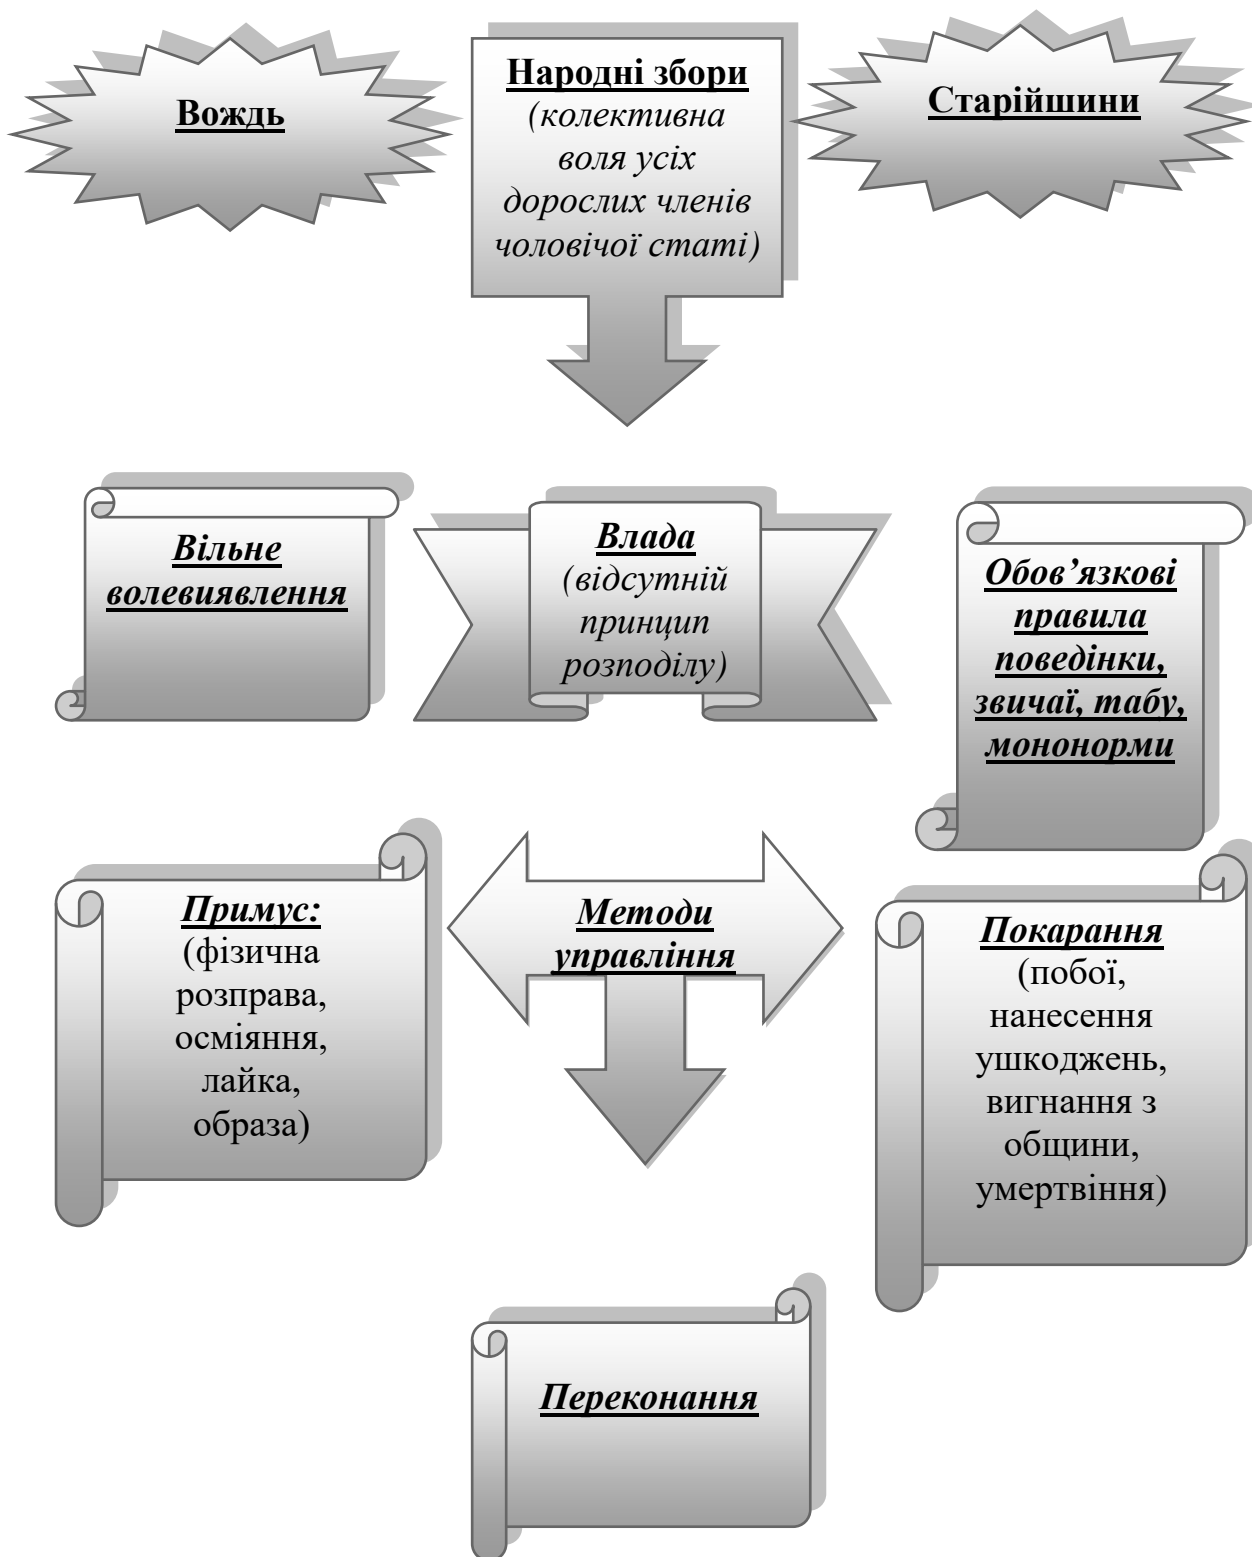 Вождь
Народні збори
(колективна
воля усіх
дорослих членів
чоловічої статі)
Старійшини
Вільне
волевиявлення
Влада
(відсутній
принцип
розподілу)
Обов’язкові
правила
поведінки,
звичаї, табу,
мононорми
Примус:
(фізична
розправа,
осміяння,
лайка,
образа)
Методи
управління
Покарання
(побої,
нанесення
ушкоджень,
вигнання з
общини,
умертвіння)
Переконання